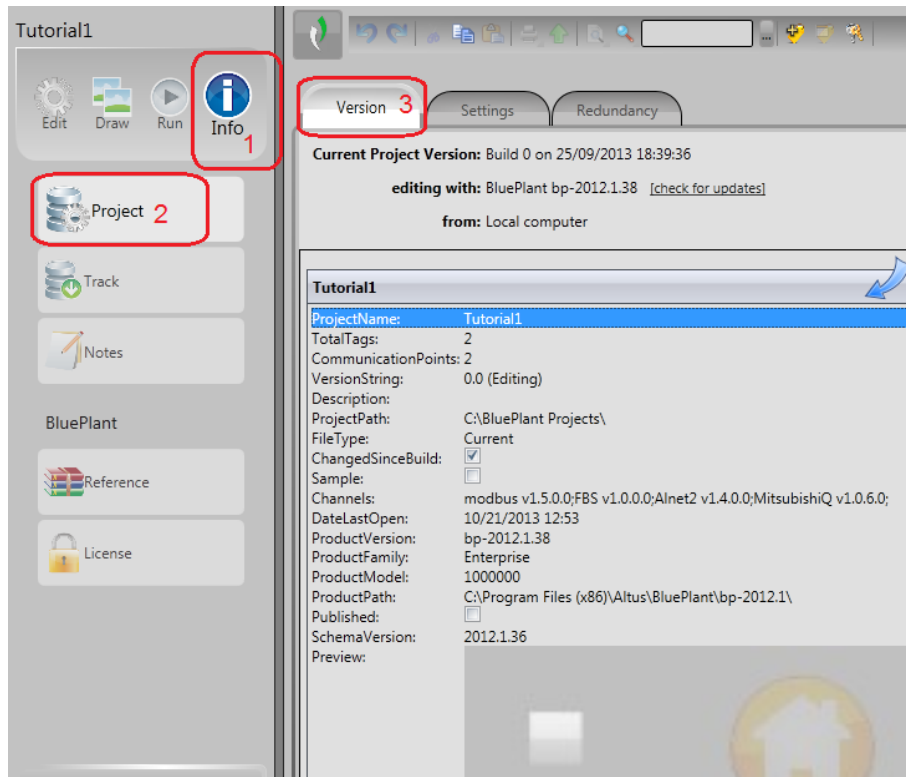 Tutorial1
Edit Draw Run Info
1
Project 2
Track
Notes
BluePlant
Reference
License
...
Version 3 Settings Redundancy
Current Project Version: Build 0 on 25/09/2013 18:39:36
editing with: BluePlant bp-2012.1.38 [check for updates]
from: Local computer
Tutorial1
ProjectName: Tutorial1
TotalTags: 2
CommunicationPoints: 2
VersionString: 0.0 (Editing)
Description:
ProjectPath: C:\BluePlant Projects\
FileType: Current
ChangedSinceBuild:
Sample:
Channels: modbus v1.5.0.0;FBS v1.0.0.0;Alnet2 v1.4.0.0;MitsubishiQ v1.0.6.0;
DateLastOpen: 10/21/2013 12:53
ProductVersion: bp-2012.1.38
ProductFamily: Enterprise
ProductModel: 1000000
ProductPath: C:\Program Files (x86)\Altus\BluePlant\bp-2012.1\
Published:
SchemaVersion: 2012.1.36
Preview: